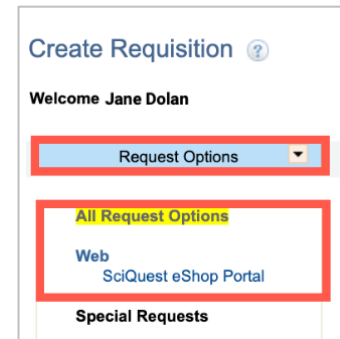 Create Requisition ?
Welcome Jane Dolan
Request Options
All Request Options
Web
SciQuest eShop Portal
Special Requests